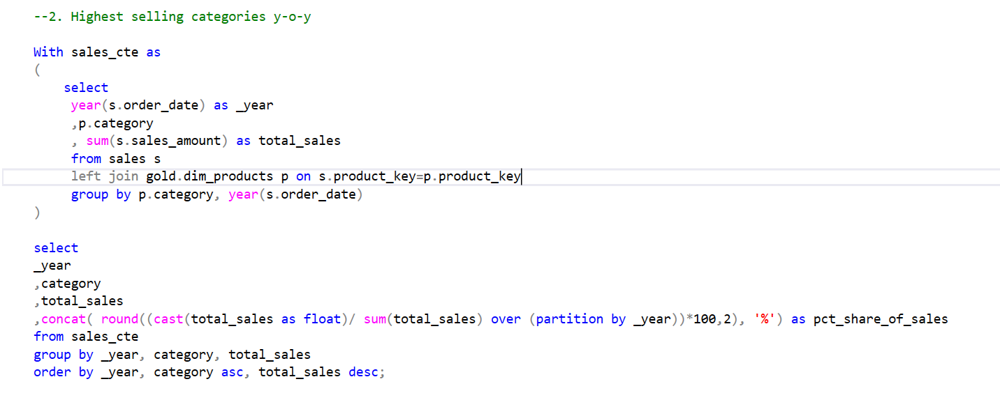 --2. Highest selling categories y-o-y
With sales_cte as
(
select
year(s.order_date) as _year
,p.category
, sum(s.sales_amount) as total_sales
from sales s
left join gold.dim_products p on s.product_key=p.product_key
group by p.category, year(s.order_date)
)
select
_year
,category
,total_sales
,concat( round((cast(total_sales as float)/ sum(total_sales) over (partition by _year))*100,2), '%') as pct_share_of_sales
from sales_cte
group by _year, category, total_sales
order by _year, category asc, total_sales desc;